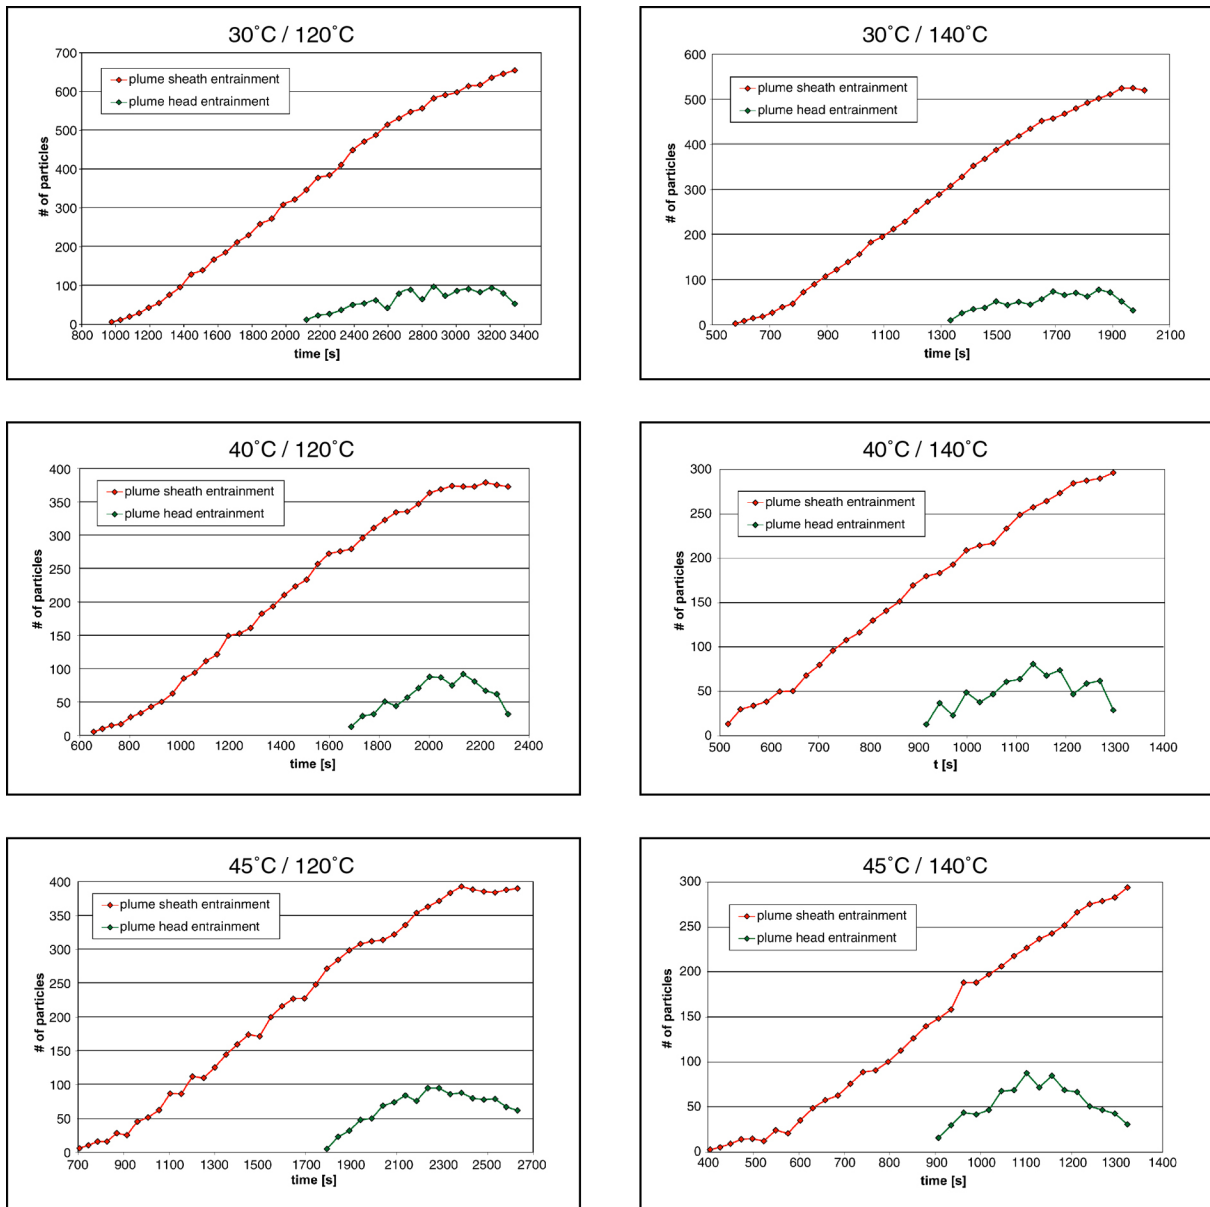 30˚C / 120˚C
700
600
500
400
300
200
100
0
# of particles
plume sheath entrainment
plume head entrainment
800 1000 1200 1400 1600 1800 2000 2200 2400 2600 2800 3000 3200 3400
time [s]
30˚C / 140˚C
600
500
400
300
200
100
0
# of particles
plume sheath entrainment
plume head entrainment
500 700 900 1100 1300 1500 1700 1900 2100
time [s]
40˚C / 120˚C
400
350
300
250
200
150
100
50
0
# of particles
plume sheath entrainment
plume head entrainment
600 800 1000 1200 1400 1600 1800 2000 2200 2400
time [s]
40˚C / 140˚C
300
250
200
150
100
50
0
# of particles
plume sheath entrainment
plume head entrainment
500 600 700 800 900 1000 1100 1200 1300 1400
t [s]
45˚C / 120˚C
400
350
300
250
200
150
100
50
0
# of particles
plume sheath entrainment
plume head entrainment
700 900 1100 1300 1500 1700 1900 2100 2300 2500 2700
time [s]
45˚C / 140˚C
300
250
200
150
100
50
0
# of particles
plume sheath entrainment
plume head entrainment
400 500 600 700 800 900 1000 1100 1200 1300 1400
time [s]